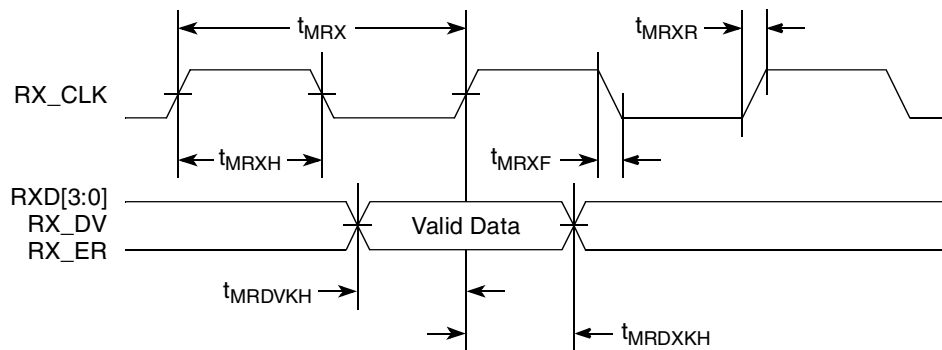 tMRX
tMRXR
RX_CLK
tMRXH
tMRXF
RXD[3:0]
RX_DV
Valid Data
RX_ER
tMRDVKH
tMRDXKH